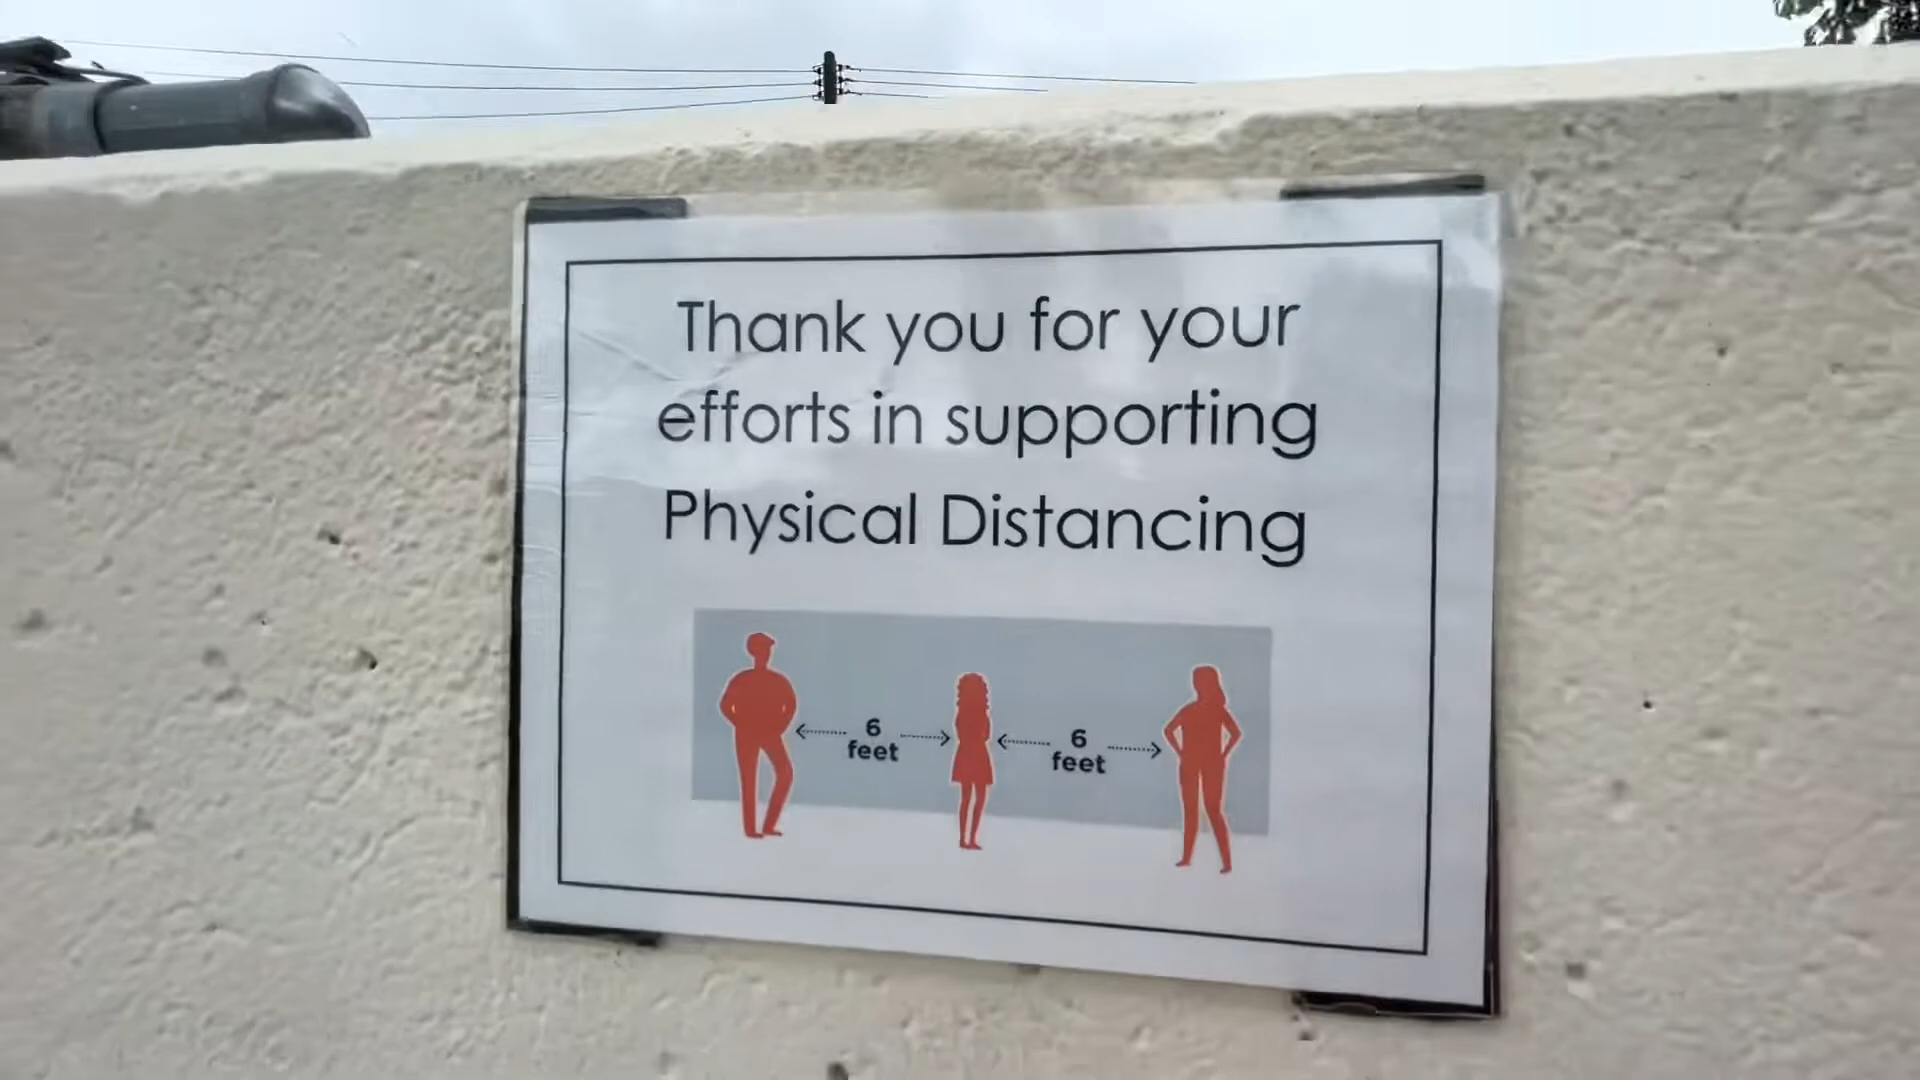 Thank you for your
efforts in supporting
Physical Distancing
6
feet
6
feet